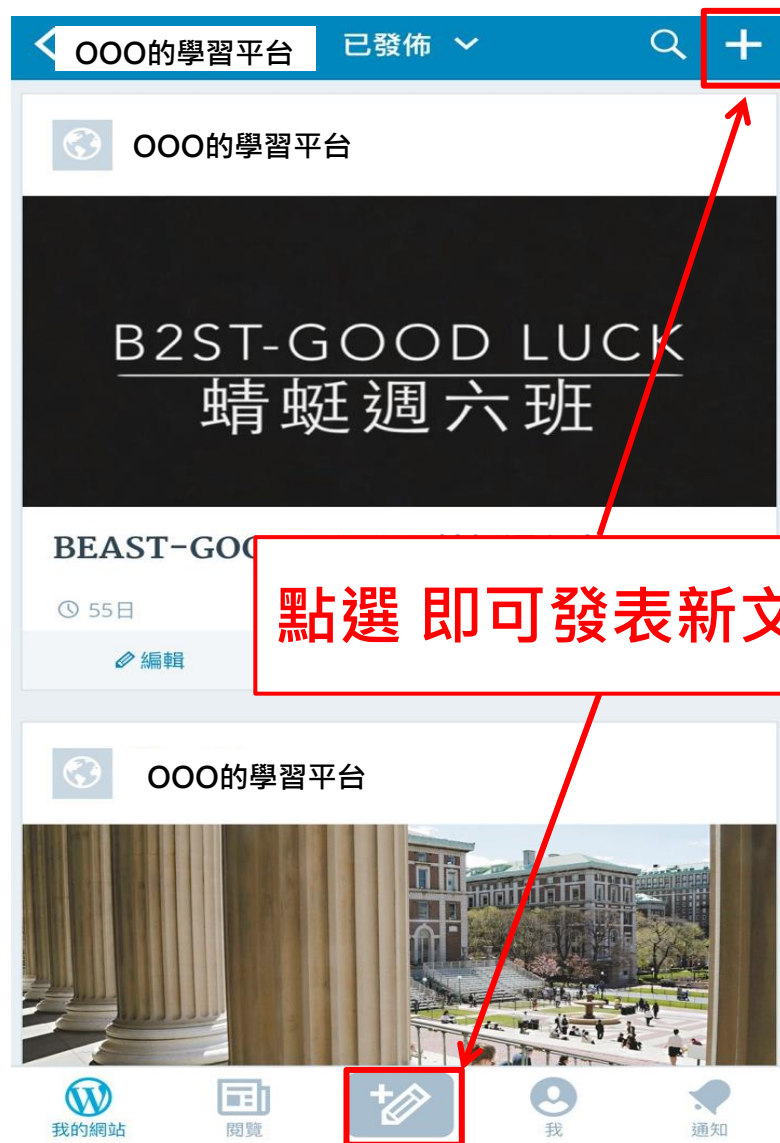 OOO的學習平台 已發佈
OOO的學習平台
B2ST-GOOD LUCK
蜻蜓週六班
BEAST-GOO
點選 即可發表新文
55日
編輯
OOO的學習平台
我的網站 閱覽 我 通知